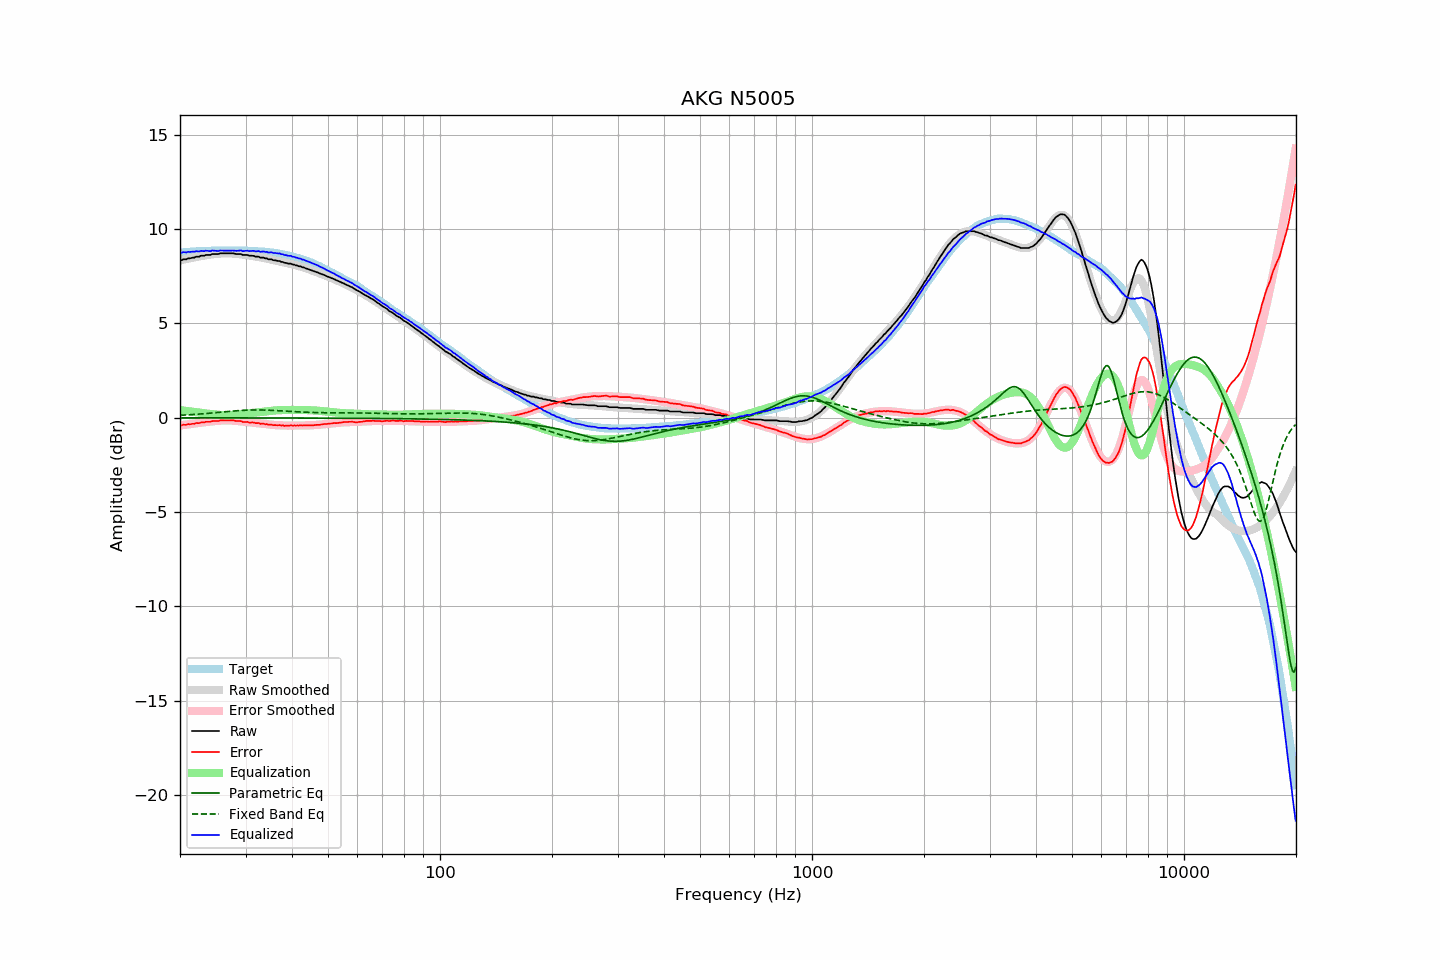 AKG N5005
15
10
5
0
−5
−10
−15
−20
Amplitude (dBr)
100
1000
10000
Frequency (Hz)
Target
Raw Smoothed
Error Smoothed
Raw
Error
Equalization
Parametric Eq
Fixed Band Eq
Equalized